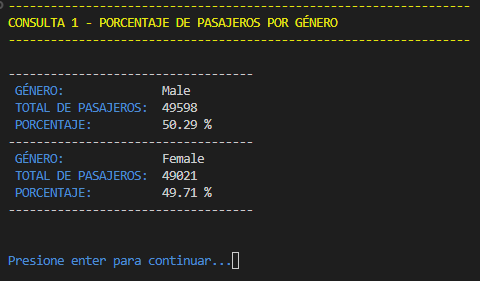 ---------------------------------------------------------
CONSULTA 1 - PORCENTAJE DE PASAJEROS POR GÉNERO
---------------------------------------------------------
------------------------------
GÉNERO: Male
TOTAL DE PASAJEROS: 49598
PORCENTAJE: 50.29 %
------------------------------
GÉNERO: Female
TOTAL DE PASAJEROS: 49021
PORCENTAJE: 49.71 %
------------------------------
Presione enter para continuar...